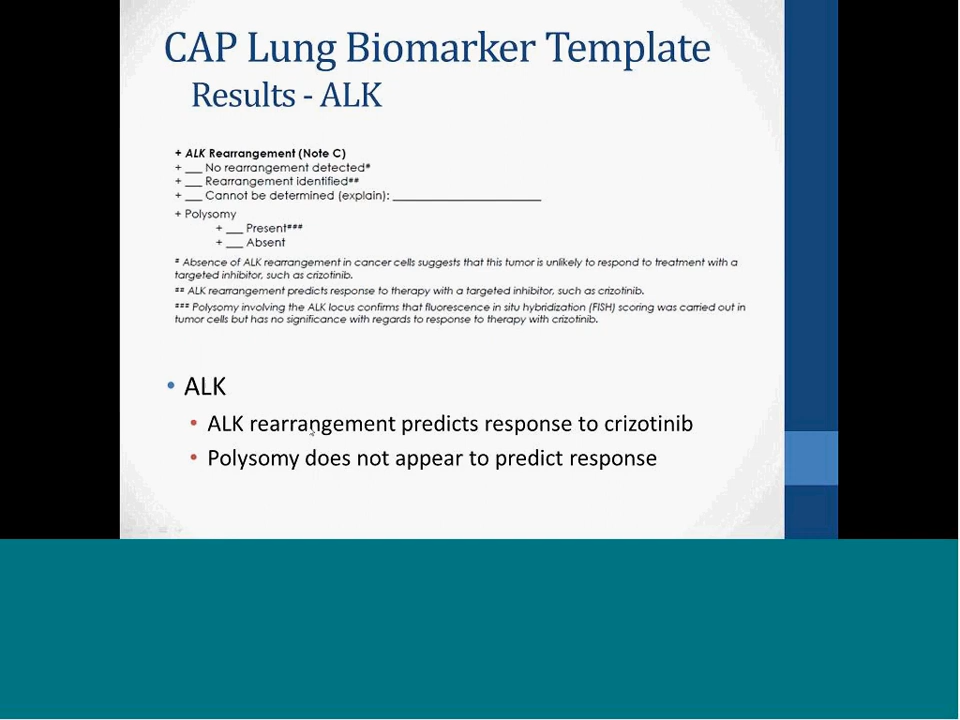 CAP Lung Biomarker Template
Results - ALK
+ ALK Rearrangement (Note C)
+ ___ No rearrangement detected#
+ ___ Rearrangement identified##
+ ___ Cannot be determined (explain): ________________________
+ Polysomy
+ ___ Present###
+ ___ Absent
# Absence of ALK rearrangement in cancer cells suggests that this tumor is unlikely to respond to treatment with a
targeted inhibitor, such as crizotinib.
## ALK rearrangement predicts response to therapy with a targeted inhibitor, such as crizotinib.
### Polysomy involving the ALK locus confirms that fluorescence in situ hybridization (FISH) scoring was carried out in
tumor cells but has no significance with regards to response to therapy with crizotinib.
• ALK
• ALK rearrangement predicts response to crizotinib
• Polysomy does not appear to predict response